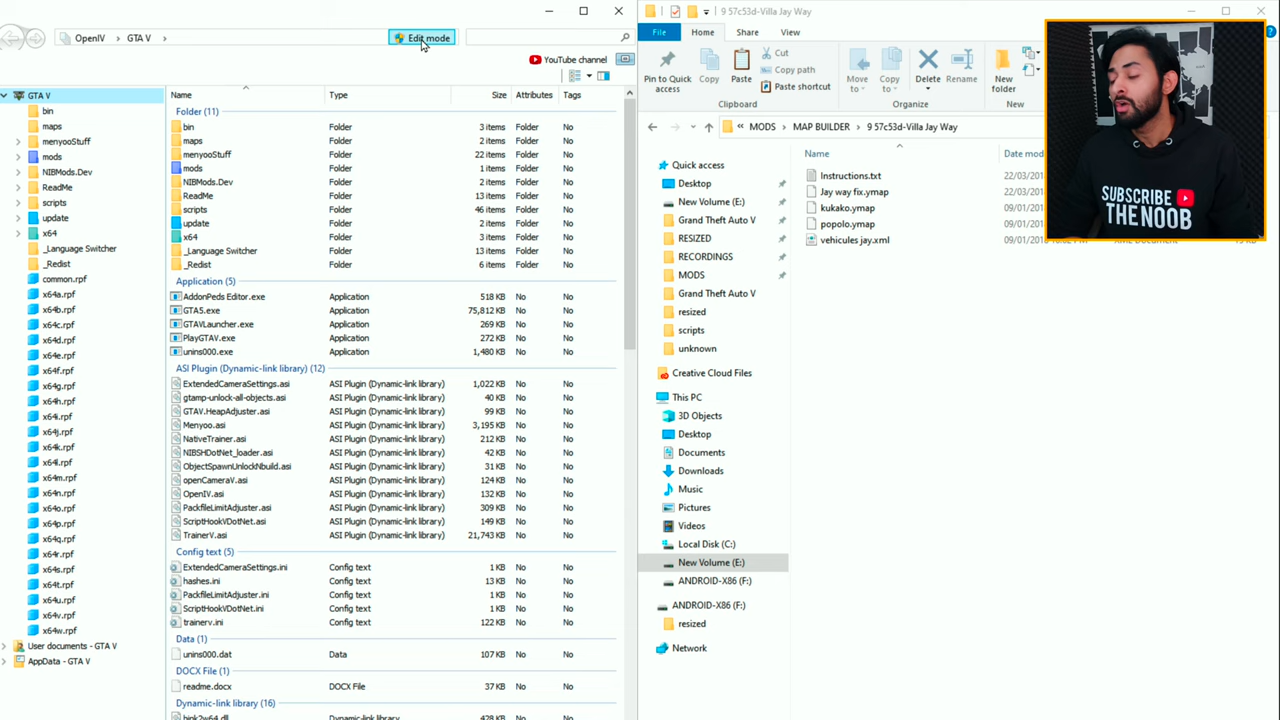 OpenIV › GTA V ›
Edit mode
YouTube channel
GTA V
bin
maps
menyooStuff
mods
NIBMods.Dev
ReadMe
scripts
update
x64
_Language Switcher
_Redist
common.rpf
x64a.rpf
x64b.rpf
x64c.rpf
x64d.rpf
x64e.rpf
x64f.rpf
x64g.rpf
x64h.rpf
x64i.rpf
x64j.rpf
x64k.rpf
x64l.rpf
x64m.rpf
x64n.rpf
x64o.rpf
x64p.rpf
x64q.rpf
x64r.rpf
x64s.rpf
x64t.rpf
x64u.rpf
x64v.rpf
x64w.rpf
User documents - GTA V
AppData - GTA V
Name Type Size Attributes Tags
Folder (11)
bin Folder 3 items Folder No
maps Folder 2 items Folder No
menyooStuff Folder 22 items Folder No
mods Folder 1 items Folder No
NIBMods.Dev Folder 2 items Folder No
ReadMe Folder 13 items Folder No
scripts Folder 46 items Folder No
update Folder 2 items Folder No
x64 Folder 3 items Folder No
_Language Switcher Folder 13 items Folder No
_Redist Folder 6 items Folder No
Application (5)
AddonPeds Editor.exe Application 518 KB No No
GTA5.exe Application 75,812 KB No No
GTAVLauncher.exe Application 269 KB No No
PlayGTAV.exe Application 272 KB No No
unins000.exe Application 1,480 KB No No
ASI Plugin (Dynamic-link library) (12)
ExtendedCameraSettings.asi ASI Plugin (Dynamic-link library) 1,022 KB No No
gtamp-unlock-all-objects.asi ASI Plugin (Dynamic-link library) 40 KB No No
GTAV.HeapAdjuster.asi ASI Plugin (Dynamic-link library) 99 KB No No
Menyoo.asi ASI Plugin (Dynamic-link library) 3,195 KB No No
NativeTrainer.asi ASI Plugin (Dynamic-link library) 212 KB No No
NIBSHDotNet_loader.asi ASI Plugin (Dynamic-link library) 42 KB No No
ObjectSpawnUnlockNbuild.asi ASI Plugin (Dynamic-link library) 31 KB No No
openCameraV.asi ASI Plugin (Dynamic-link library) 124 KB No No
OpenIV.asi ASI Plugin (Dynamic-link library) 132 KB No No
PackfileLimitAdjuster.asi ASI Plugin (Dynamic-link library) 108 KB No No
ScriptHookVDotNet.asi ASI Plugin (Dynamic-link library) 149 KB No No
TrainerV.asi ASI Plugin (Dynamic-link library) 21,743 KB No No
Config text (5)
ExtendedCameraSettings.ini Config text 1 KB No No
hashes.ini Config text 13 KB No No
PackfileLimitAdjuster.ini Config text 1 KB No No
ScriptHookVDotNet.ini Config text 1 KB No No
trainerv.ini Config text 122 KB No No
Data (1)
unins000.dat Data 107 KB No No
DOCX File (1)
readme.docx DOCX File 37 KB No No
Dynamic-link library (16)
bink2w64.dll Dynamic-link library 428 KB No No
9 57c53d-Villa Jay Way
File Home Share View
Pin to Quick access
Copy
Paste
Cut
Copy path
Paste shortcut
Clipboard
Move to
Copy to
Delete
Rename
Organize
New folder
New
« MODS › MAP BUILDER › 9 57c53d-Villa Jay Way
Quick access
Desktop
New Volume (E:)
Grand Theft Auto V
RESIZED
RECORDINGS
MODS
Grand Theft Auto V
resized
scripts
unknown
Creative Cloud Files
This PC
3D Objects
Desktop
Documents
Downloads
Music
Pictures
Videos
Local Disk (C:)
New Volume (E:)
ANDROID-X86 (F:)
ANDROID-X86 (F:)
resized
Network
Name Date mod
Instructions.txt 22/03/201
Jay way fix.ymap 22/03/201
kukako.ymap 09/01/201
popolo.ymap 09/01/201
vehicules jay.xml
SUBSCRIBE
THE NOOB